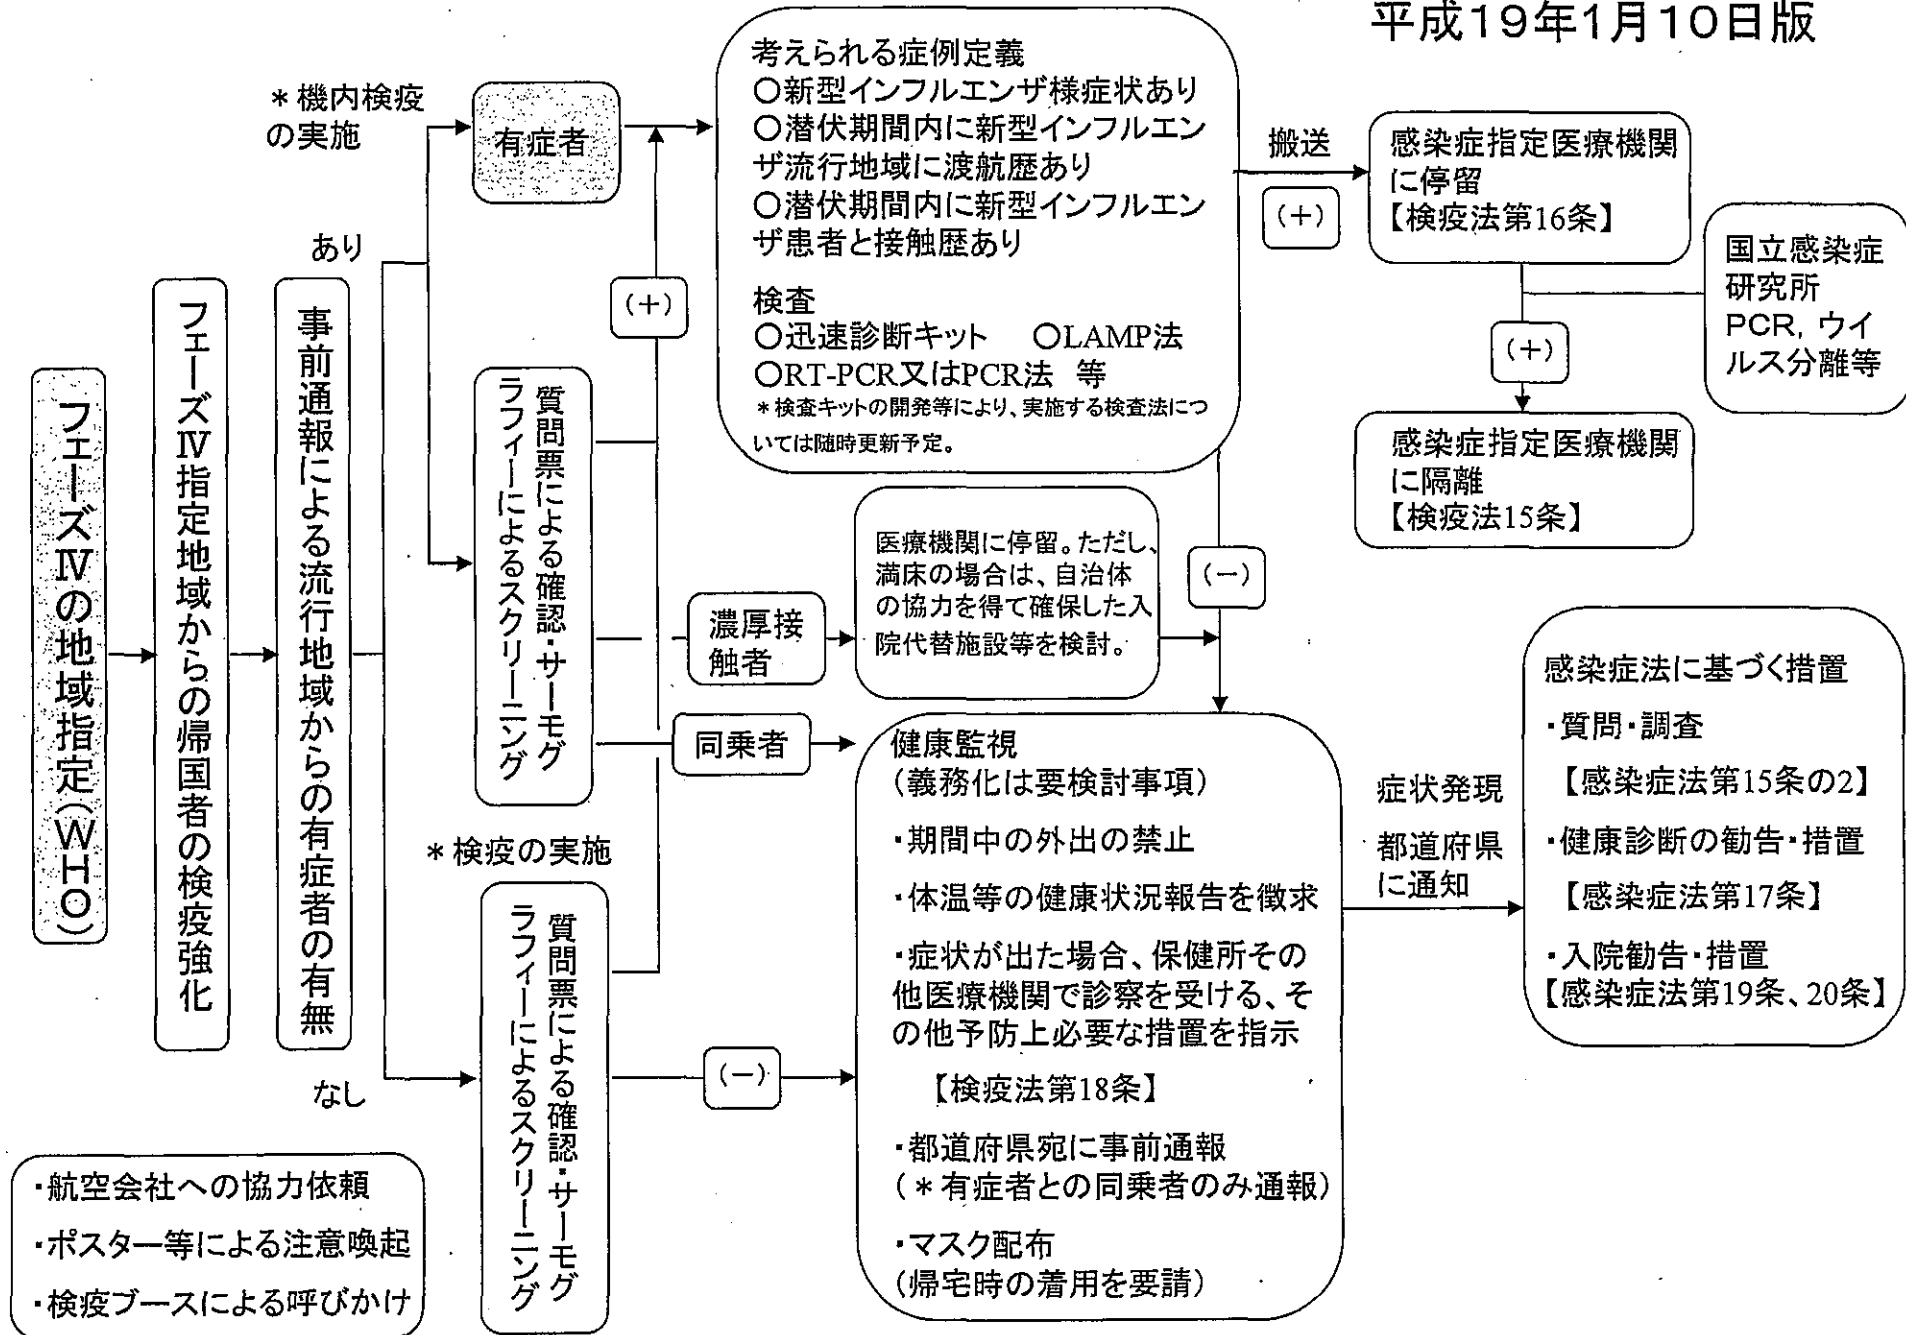 平成19年1月10日版
フェーズⅣの地域指定(WHO)
フェーズⅣ指定地域からの帰国者の検疫強化
事前通報による流行地域からの有症者の有無
あり
なし
*機内検疫
の実施
有症者
質問票による確認・サーモグ
ラフィーによるスクリーニング
(+)
考えられる症例定義
○新型インフルエンザ様症状あり
○潜伏期間内に新型インフルエン
ザ流行地域に渡航歴あり
○潜伏期間内に新型インフルエン
ザ患者と接触歴あり
検査
○迅速診断キット ○LAMP法
○RT-PCR又はPCR法 等
*検査キットの開発等により、実施する検査法につ
いては随時更新予定。
搬送
(+)
感染症指定医療機関
に停留
【検疫法第16条】
国立感染症
研究所
PCR, ウイ
ルス分離等
(+)
感染症指定医療機関
に隔離
【検疫法15条】
濃厚接
触者
医療機関に停留。ただし、
満床の場合は、自治体
の協力を得て確保した入
院代替施設等を検討。
(-)
同乗者
*検疫の実施
質問票による確認・サーモグ
ラフィーによるスクリーニング
(-)
健康監視
(義務化は要検討事項)
・期間中の外出の禁止
・体温等の健康状況報告を徴求
・症状が出た場合、保健所その
他医療機関で診察を受ける、そ
の他予防上必要な措置を指示
【検疫法第18条】
・都道府県宛に事前通報
(*有症者との同乗者のみ通報)
・マスク配布
(帰宅時の着用を要請)
症状発現
都道府県
に通知
感染症法に基づく措置
・質問・調査
【感染症法第15条の2】
・健康診断の勧告・措置
【感染症法第17条】
・入院勧告・措置
【感染症法第19条、20条】
・航空会社への協力依頼
・ポスター等による注意喚起
・検疫ブースによる呼びかけ